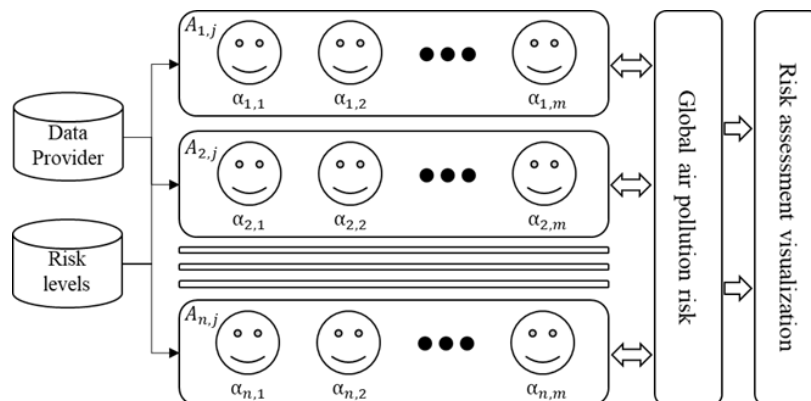 A₁,ⱼ
α₁,₁ α₁,₂ α₁,ₘ
Data
Provider
A₂,ⱼ
α₂,₁ α₂,₂ α₂,ₘ
Risk
levels
Aₙ,ⱼ
αₙ,₁ αₙ,₂ αₙ,ₘ
Global air pollution risk
Risk assessment visualization